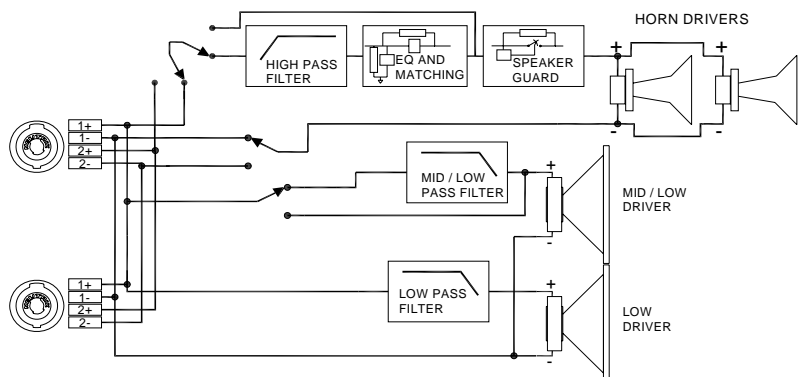 HORN DRIVERS
+
+
HIGH PASS
FILTER
EQ AND
MATCHING
SPEAKER
GUARD
-
-
1+
1-
2+
2-
MID / LOW
PASS FILTER
+
MID / LOW
DRIVER
-
1+
1-
2+
2-
LOW PASS
FILTER
+
LOW
DRIVER
-